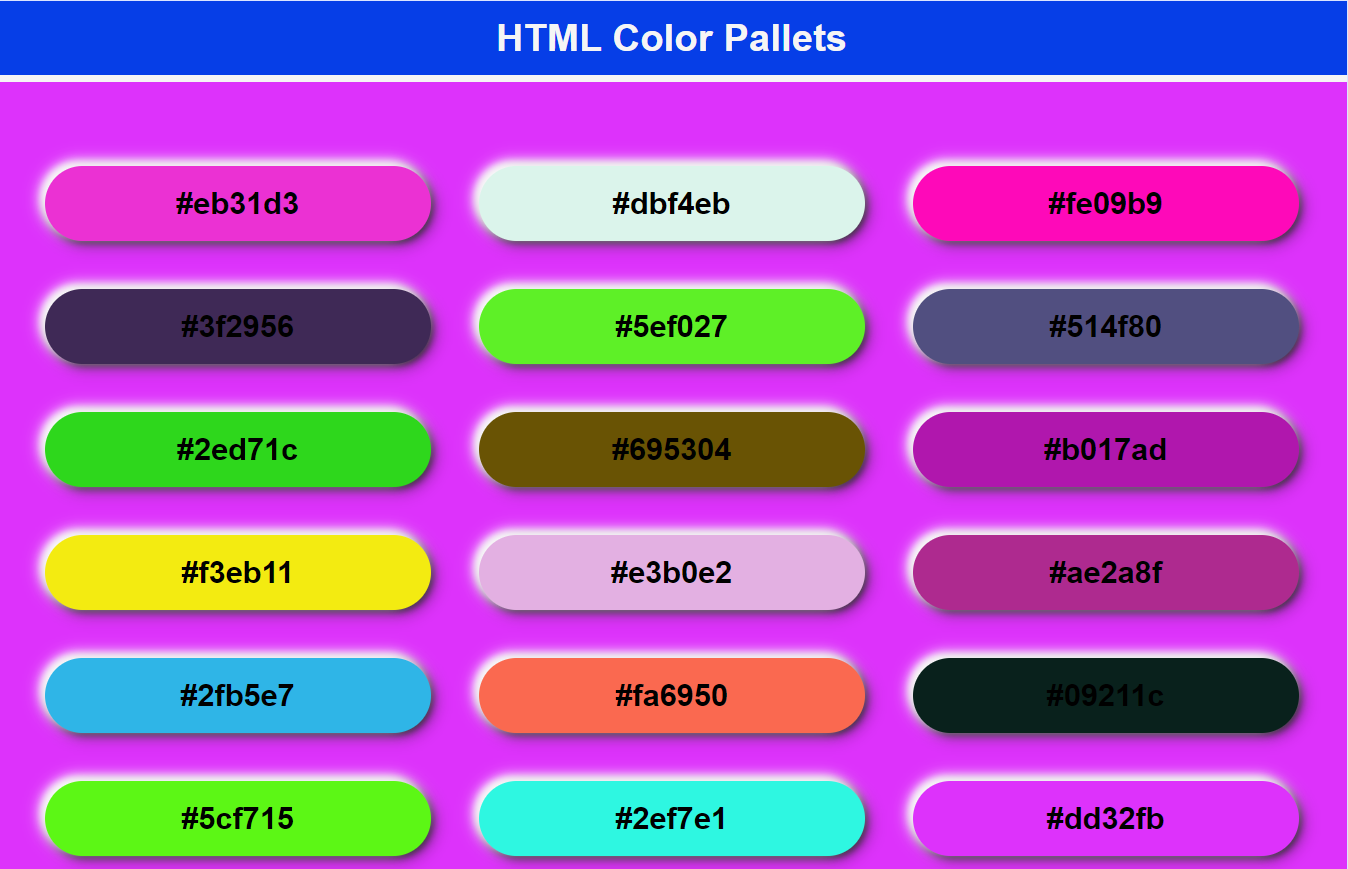 HTML Color Pallets
#eb31d3 #dbf4eb #fe09b9
#3f2956 #5ef027 #514f80
#2ed71c #695304 #b017ad
#f3eb11 #e3b0e2 #ae2a8f
#2fb5e7 #fa6950 #09211c
#5cf715 #2ef7e1 #dd32fb